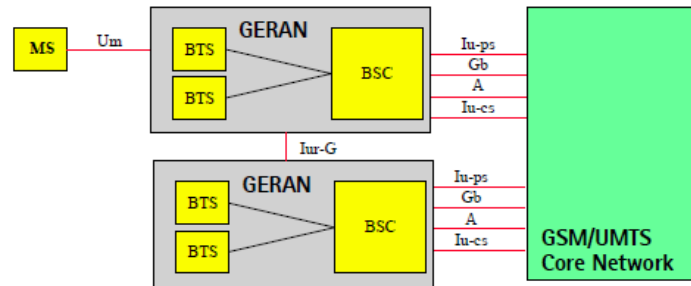 GERAN
MS
Um
BTS
BTS
BSC
Iu-ps
Gb
A
Iu-cs
Iur-G
GERAN
BTS
BTS
BSC
Iu-ps
Gb
A
Iu-cs
GSM/UMTS
Core Network